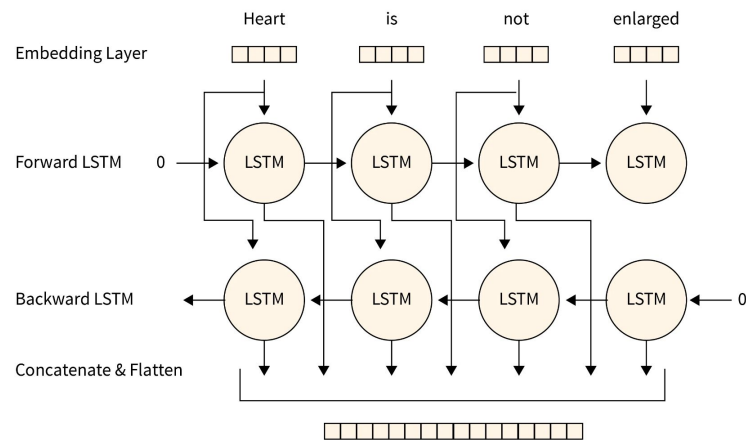 Heart is not enlarged
Embedding Layer
Forward LSTM 0 LSTM LSTM LSTM LSTM
Backward LSTM LSTM LSTM LSTM LSTM 0
Concatenate & Flatten